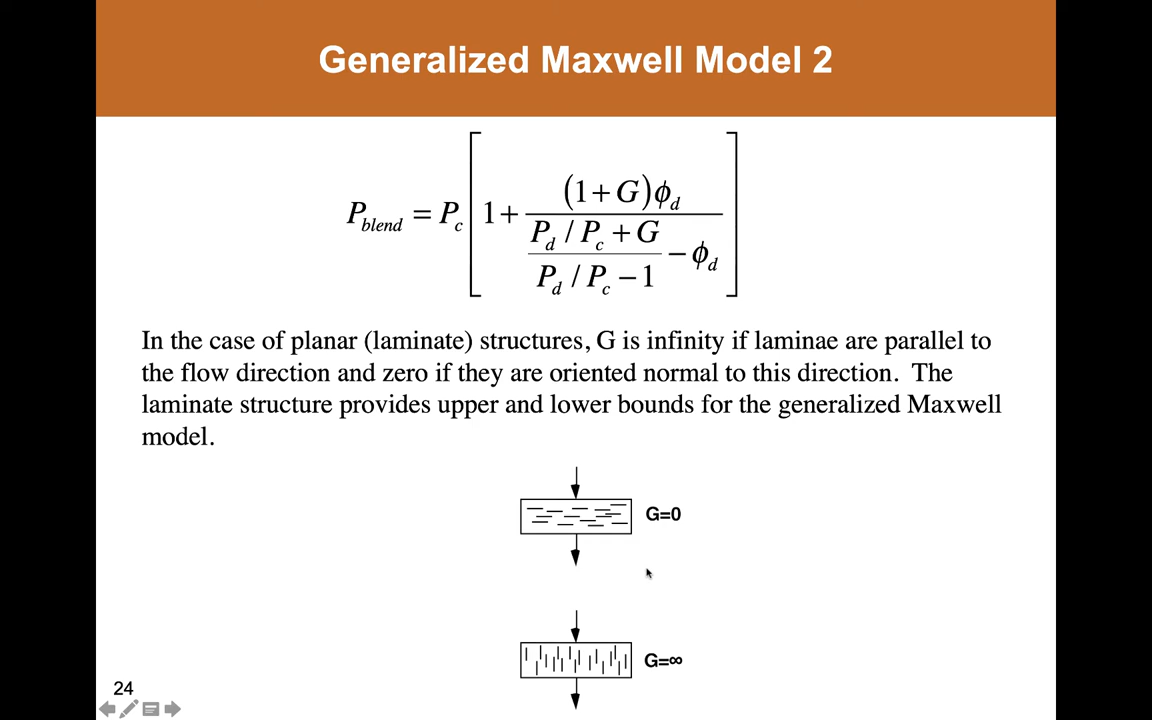 Generalized Maxwell Model 2
P_blend = P_c [ 1 + (1 + G)ϕ_d / ( (P_d / P_c + G) / (P_d / P_c − 1) − ϕ_d ) ]
In the case of planar (laminate) structures, G is infinity if laminae are parallel to
the flow direction and zero if they are oriented normal to this direction. The
laminate structure provides upper and lower bounds for the generalized Maxwell
model.
G=0
G=∞
24